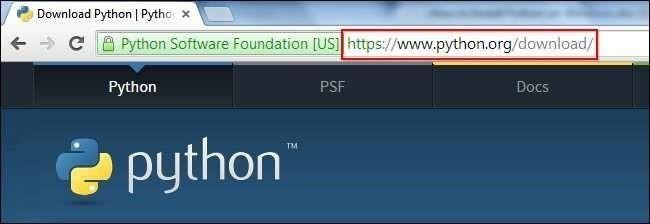 Download Python | Pytho
Python Software Foundation [US] https://www.python.org/download/
Python PSF Docs
python™